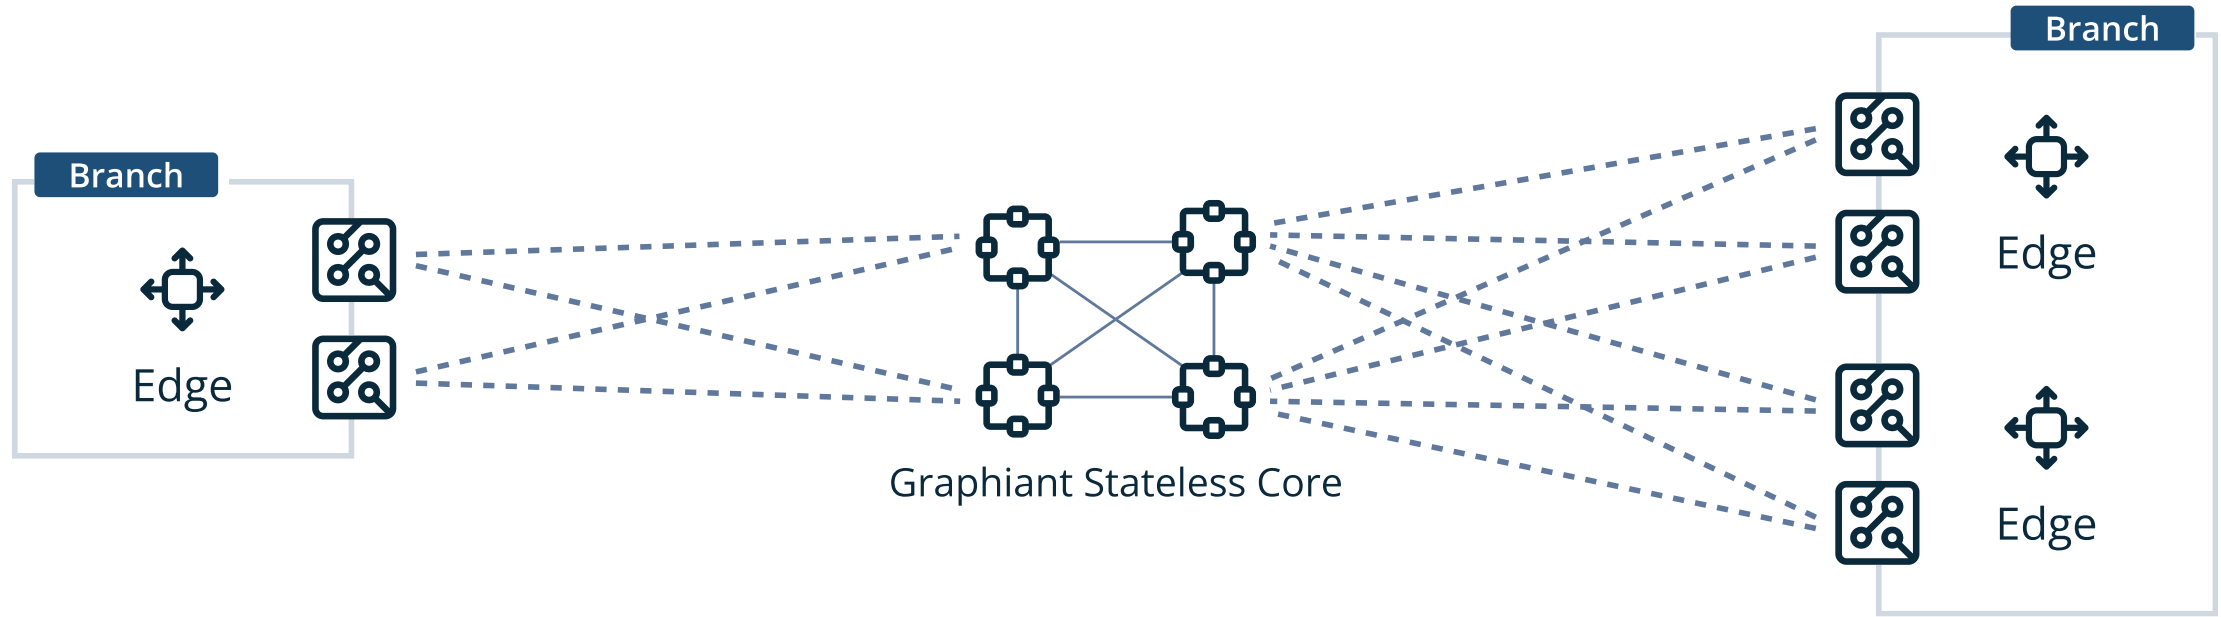 Branch
Edge
Graphiant Stateless Core
Branch
Edge
Edge